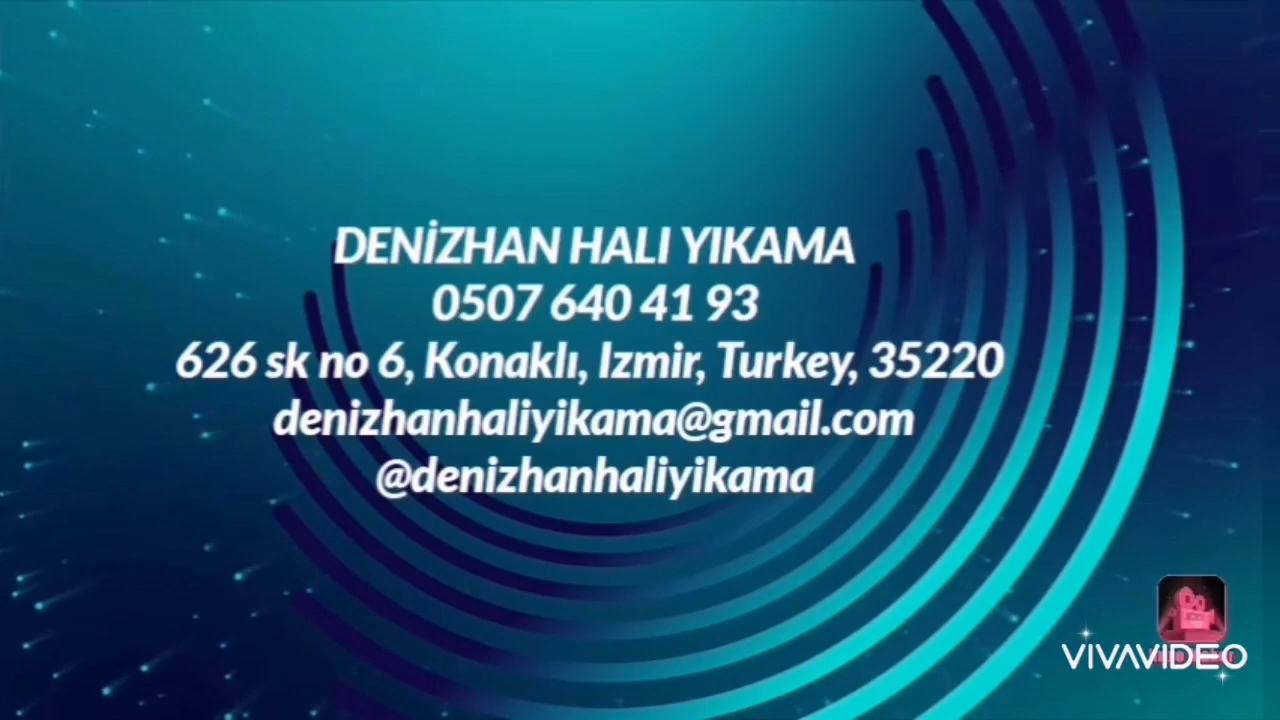 DENİZHAN HALI YIKAMA
0507 640 41 93
626 sk no 6, Konaklı, Izmir, Turkey, 35220
denizhanhaliyikama@gmail.com
@denizhanhaliyikama
VIVAVIDEO